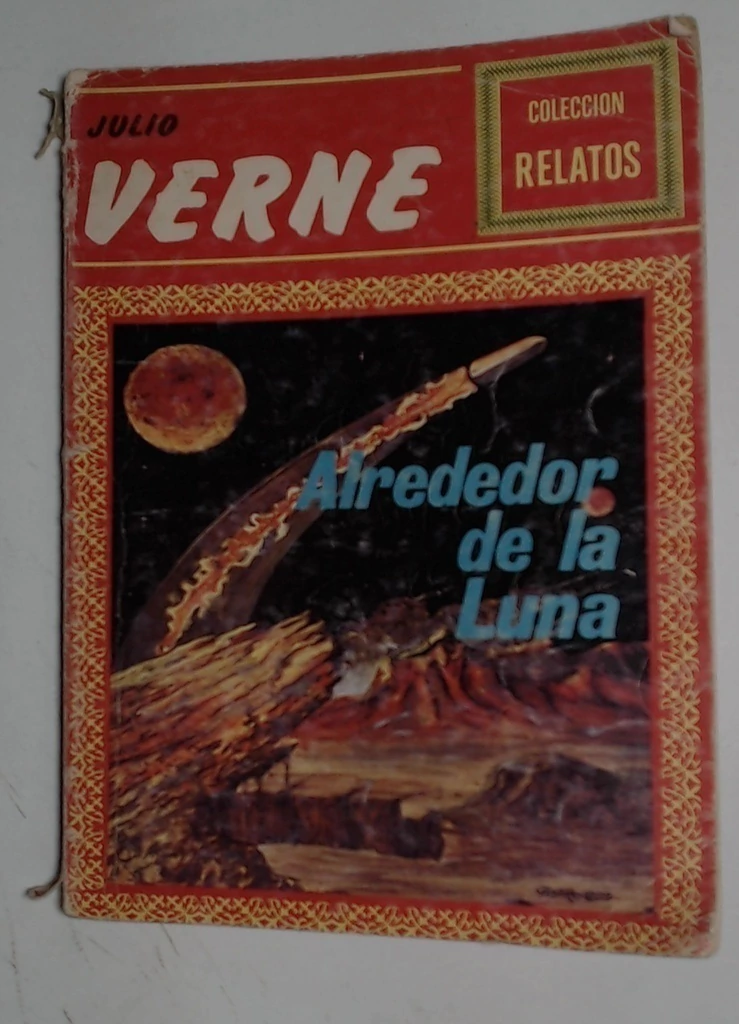 JULIO
VERNE
COLECCION
RELATOS
Alrededor
de la
Luna